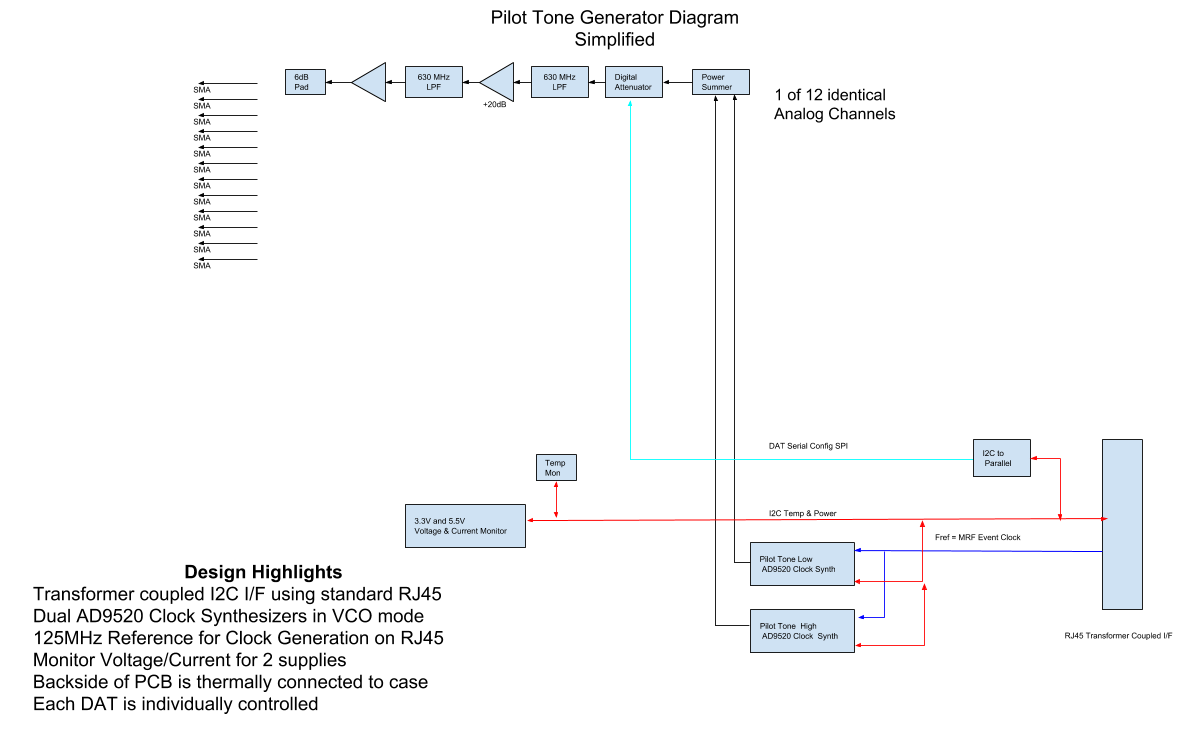 Pilot Tone Generator Diagram
Simplified
6dB
Pad
630 MHz
LPF
+20dB
630 MHz
LPF
Digital
Attenuator
Power
Summer
1 of 12 identical
Analog Channels
SMA
SMA
SMA
SMA
SMA
SMA
SMA
SMA
SMA
SMA
SMA
SMA
DAT Serial Config SPI
I2C to
Parallel
Temp
Mon
3.3V and 5.5V
Voltage & Current Monitor
I2C Temp & Power
Fref = MRF Event Clock
Pilot Tone Low
AD9520 Clock Synth
Pilot Tone High
AD9520 Clock Synth
RJ45 Transformer Coupled I/F
Design Highlights
Transformer coupled I2C I/F using standard RJ45
Dual AD9520 Clock Synthesizers in VCO mode
125MHz Reference for Clock Generation on RJ45
Monitor Voltage/Current for 2 supplies
Backside of PCB is thermally connected to case
Each DAT is individually controlled